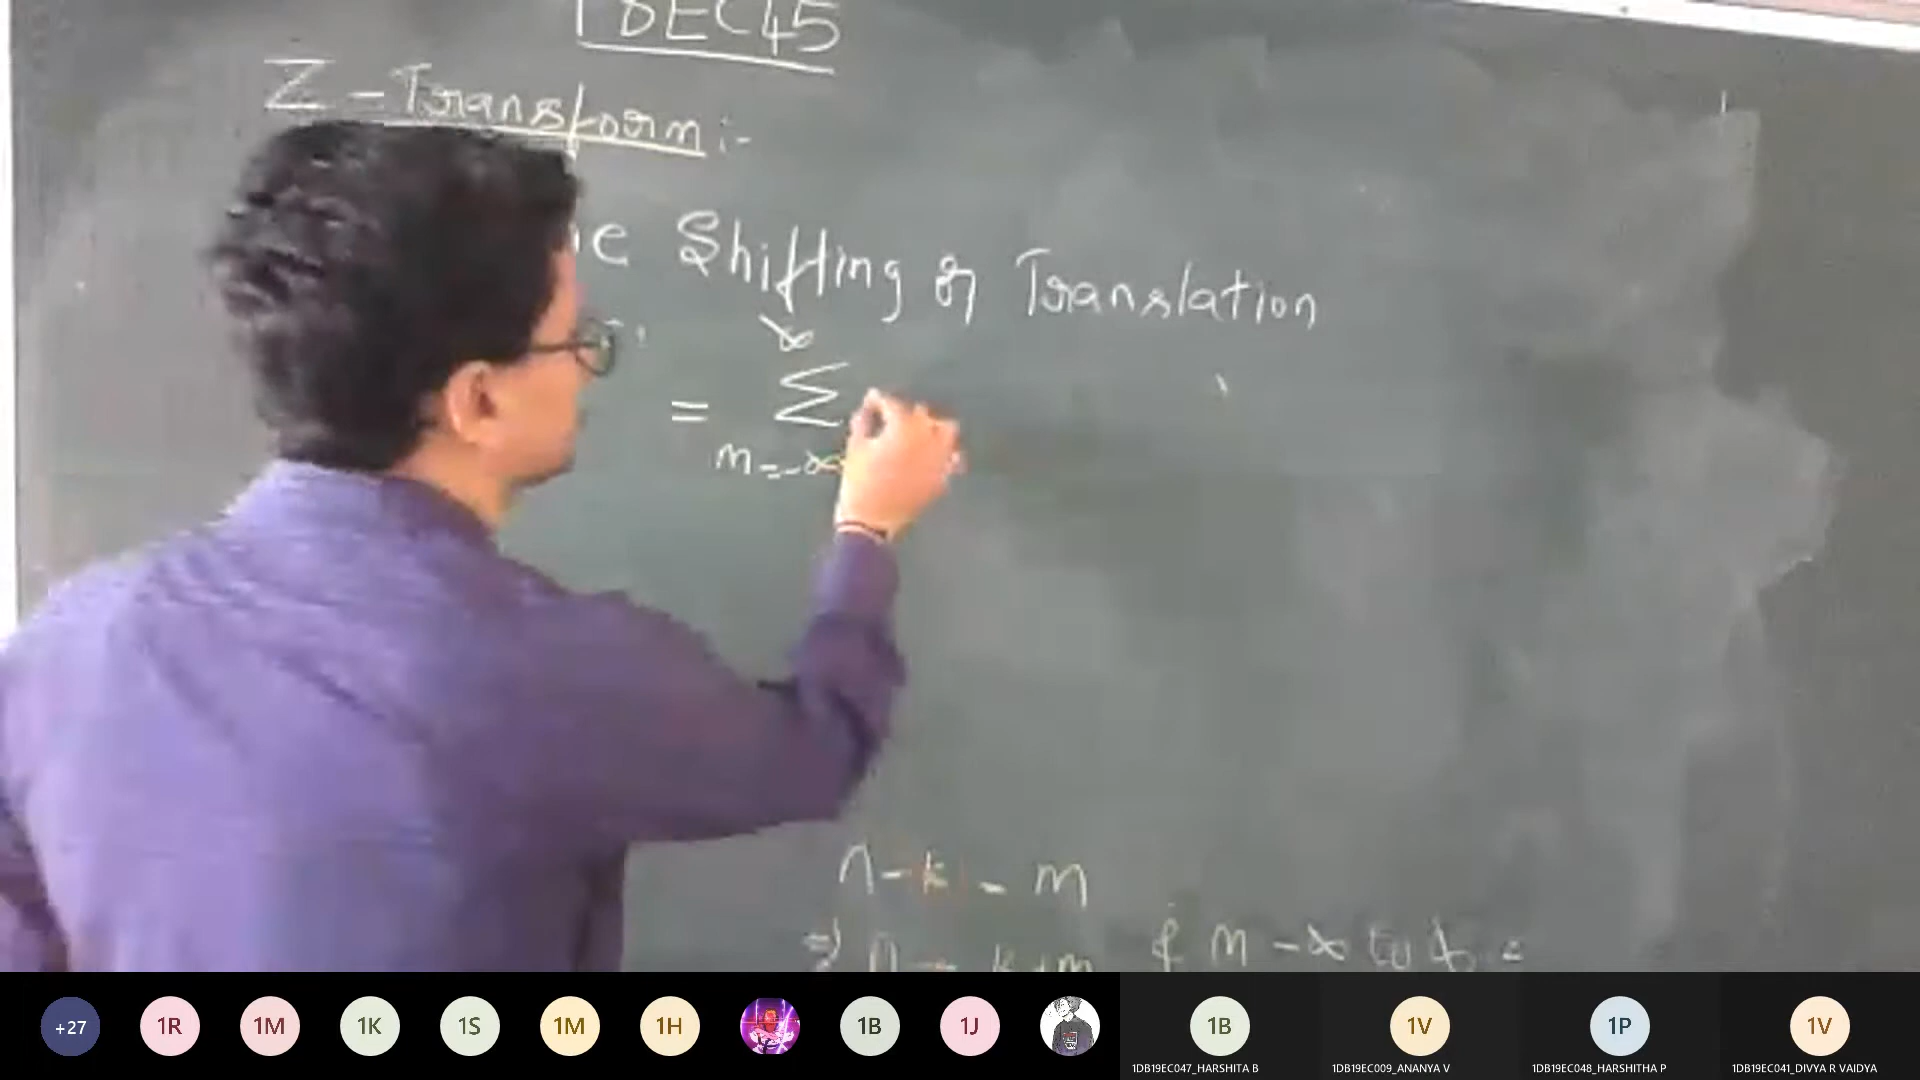 18EC45
Z-Transform:-
Shifting or Translation
∞
= Σ
m=-∞
n-k = m
⇒ n = k+m & m -∞ to ∞
+27 1R 1M 1K 1S 1M 1H 1B 1J 1B 1V 1P 1V
1DB19EC047_HARSHITA B 1DB19EC009_ANANYA V 1DB19EC048_HARSHITHA P 1DB19EC041_DIVYA R VAIDYA